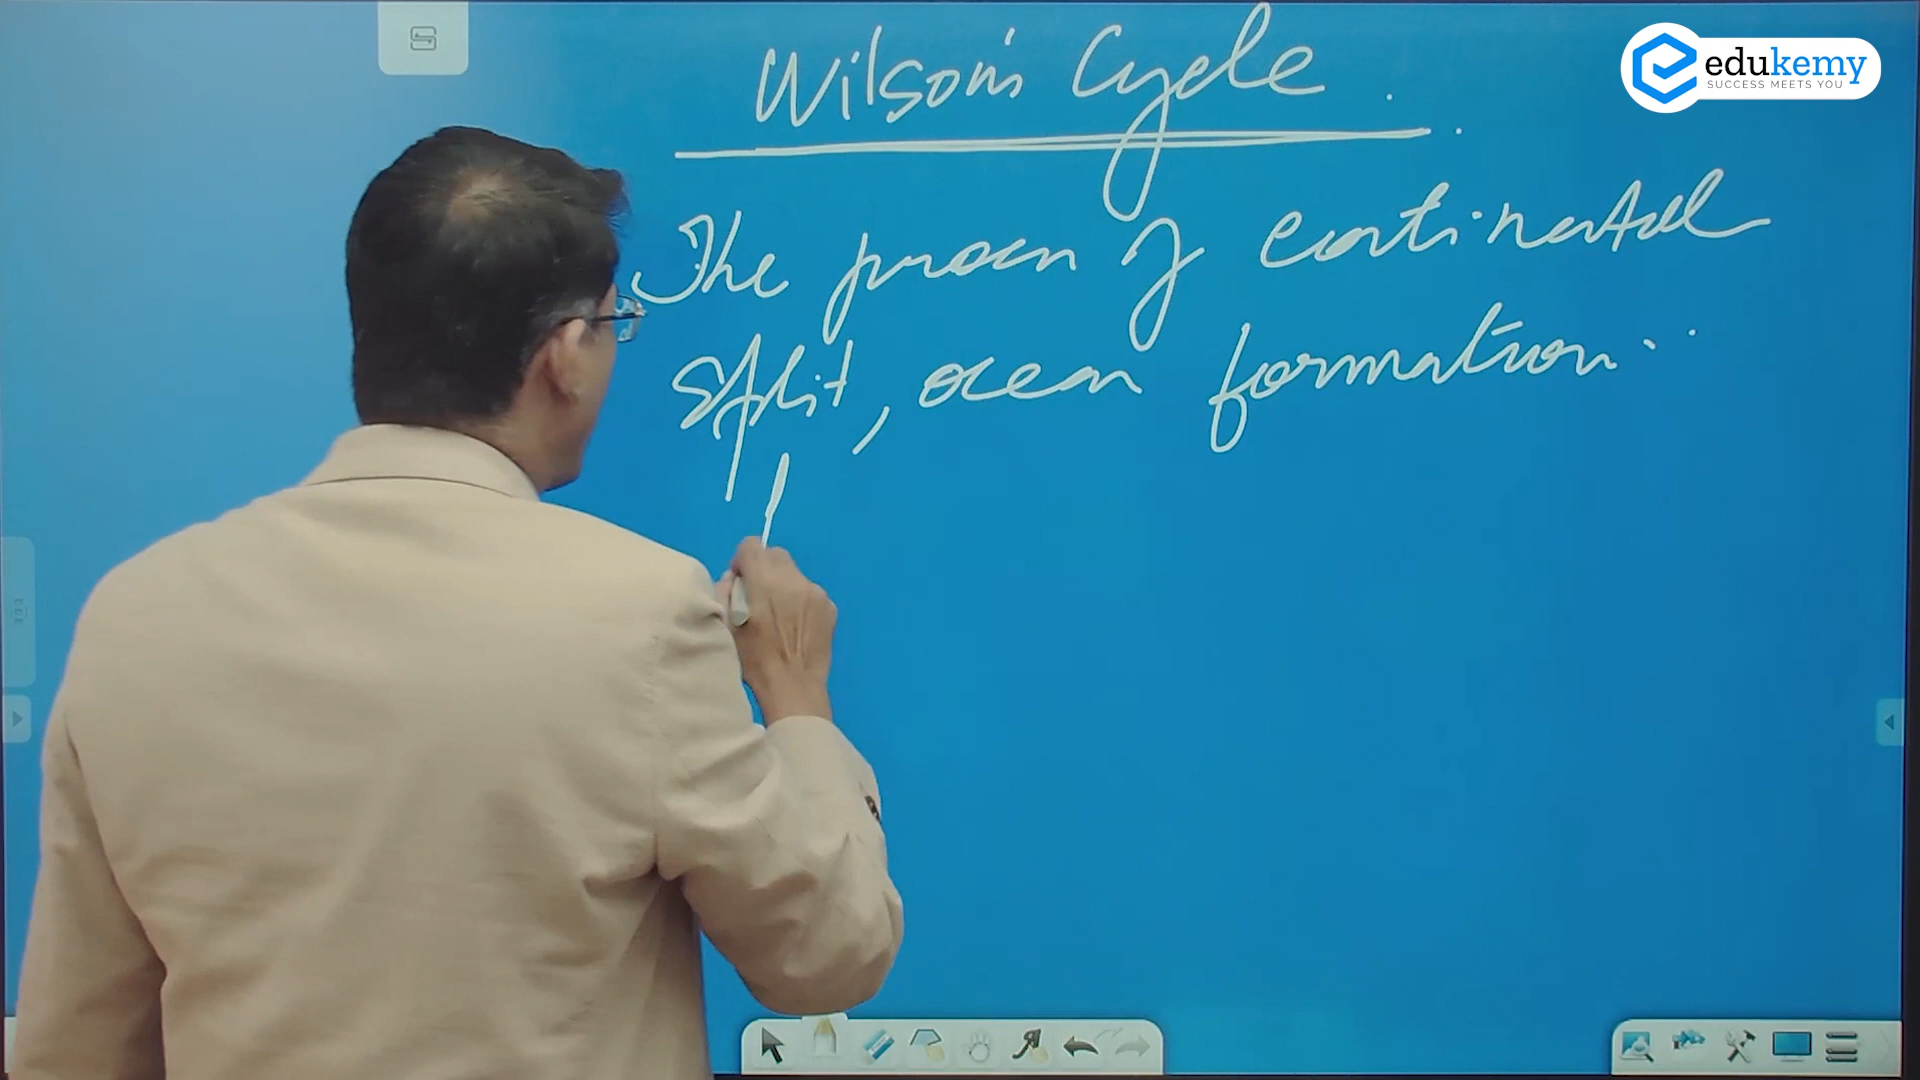 Wilson's Cycle.
edukemy
SUCCESS MEETS YOU
The process of continental
split, ocean formation..